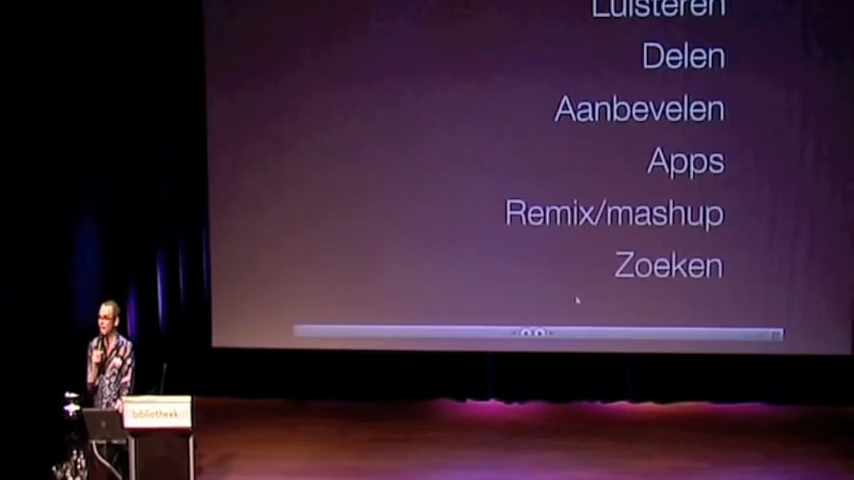 Luisteren
Delen
Aanbevelen
Apps
Remix/mashup
Zoeken
bibliotheek